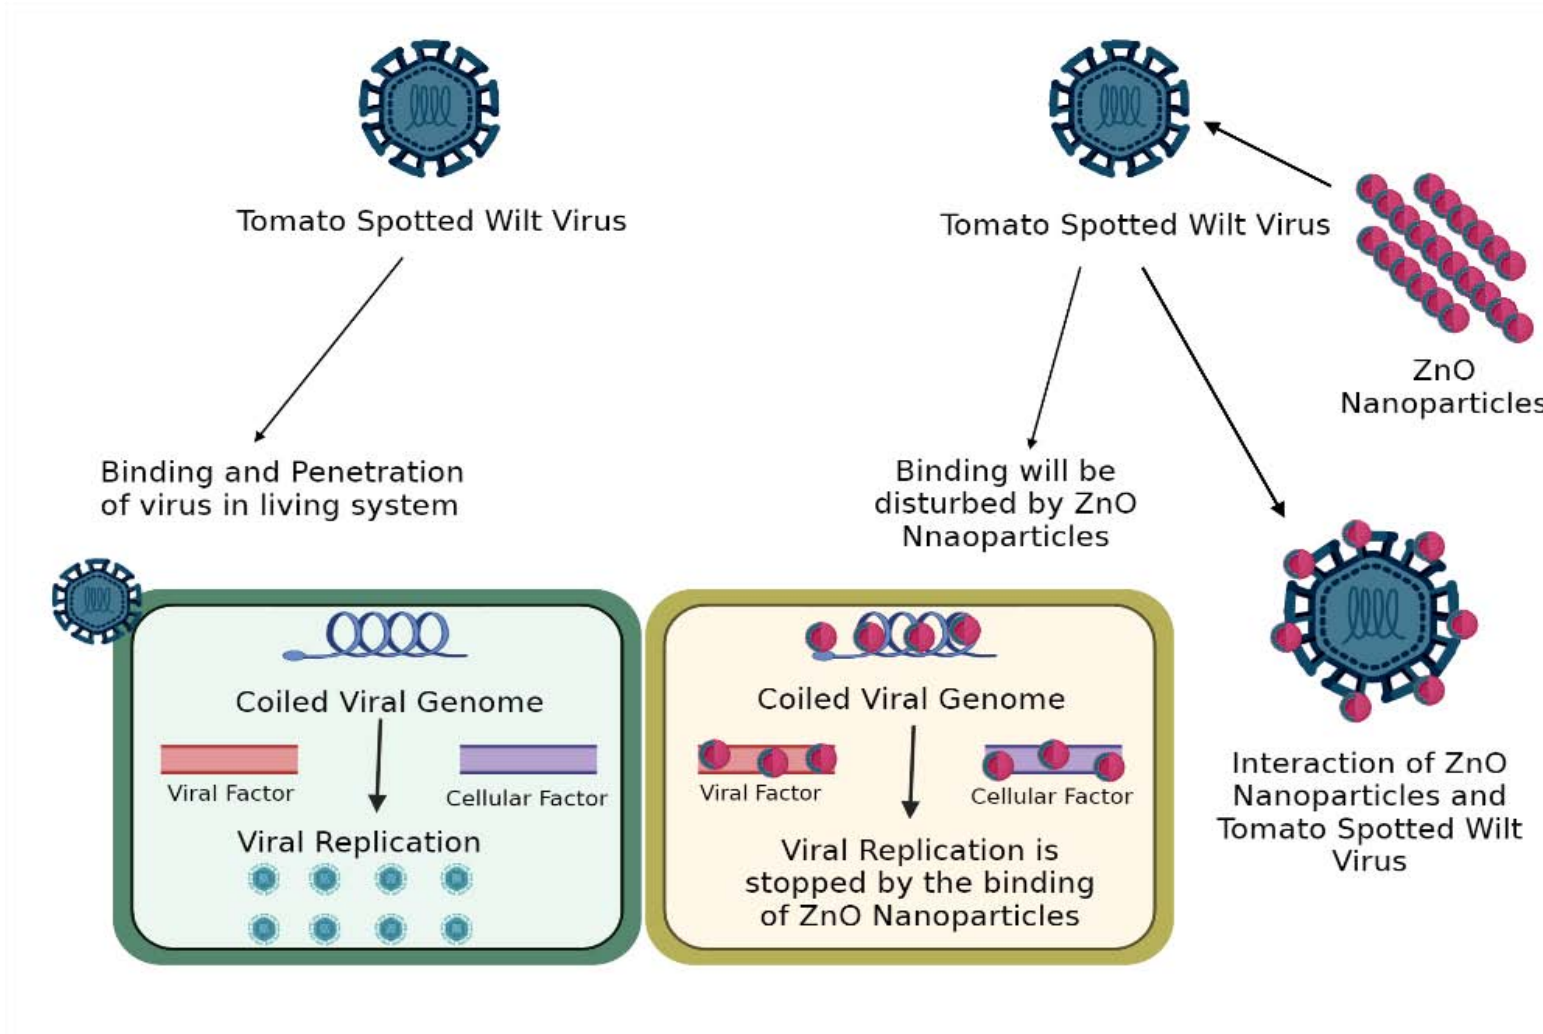 Tomato Spotted Wilt Virus
Binding and Penetration
of virus in living system
Coiled Viral Genome
Viral Factor
Cellular Factor
Viral Replication
Tomato Spotted Wilt Virus
ZnO
Nanoparticles
Binding will be
disturbed by ZnO
Nnaoparticles
Coiled Viral Genome
Viral Factor
Cellular Factor
Viral Replication is
stopped by the binding
of ZnO Nanoparticles
Interaction of ZnO
Nanoparticles and
Tomato Spotted Wilt
Virus